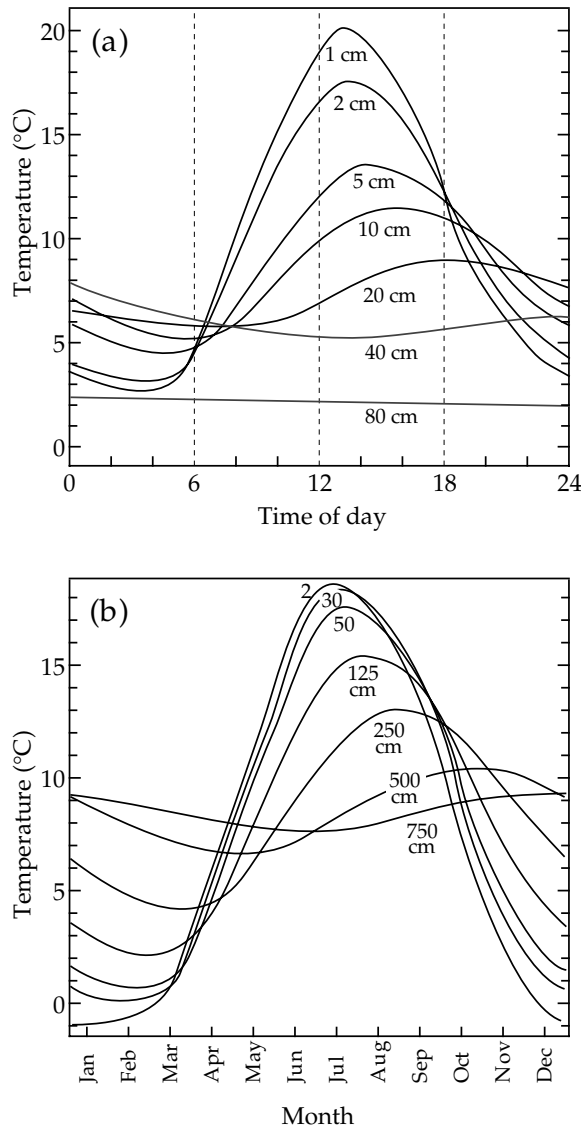 (a)
20
15
10
5
0
Temperature (°C)
1 cm
2 cm
5 cm
10 cm
20 cm
40 cm
80 cm
0 6 12 18 24
Time of day
(b)
15
10
5
0
Temperature (°C)
2
30
50
125
cm
250
cm
500
cm
750
cm
Jan Feb Mar Apr May Jun Jul Aug Sep Oct Nov Dec
Month